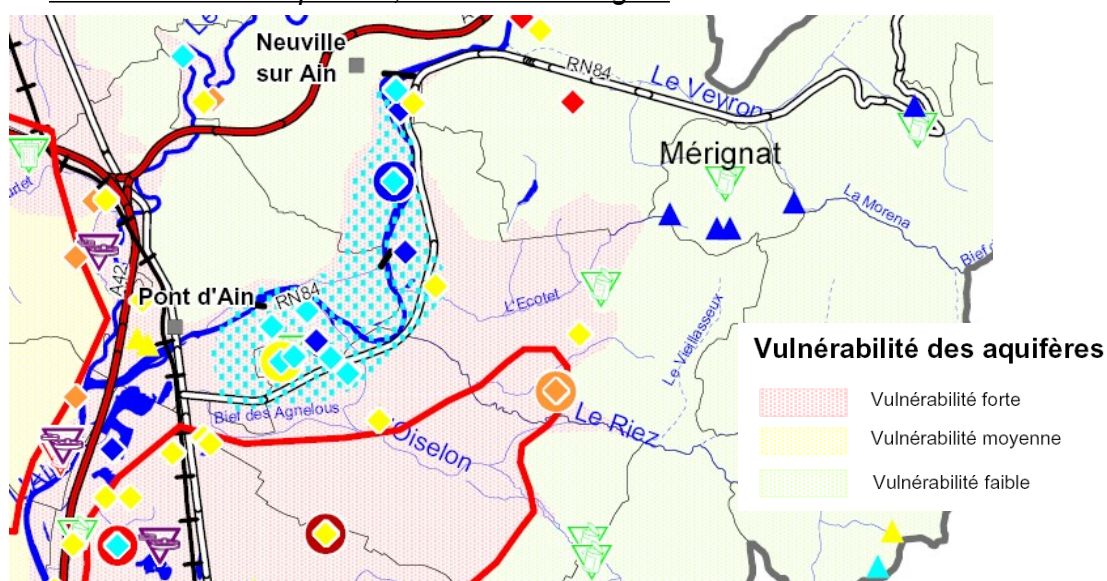 Neuville
sur Ain
RN84
Le Veyron
Mérignat
La Morena
A42
Pont d'Ain
RN84
L'Ecotet
Le Vieillasseux
Bief des Agnelous
Oiselon
Le Riez
Vulnérabilité des aquifères
Vulnérabilité forte
Vulnérabilité moyenne
Vulnérabilité faible